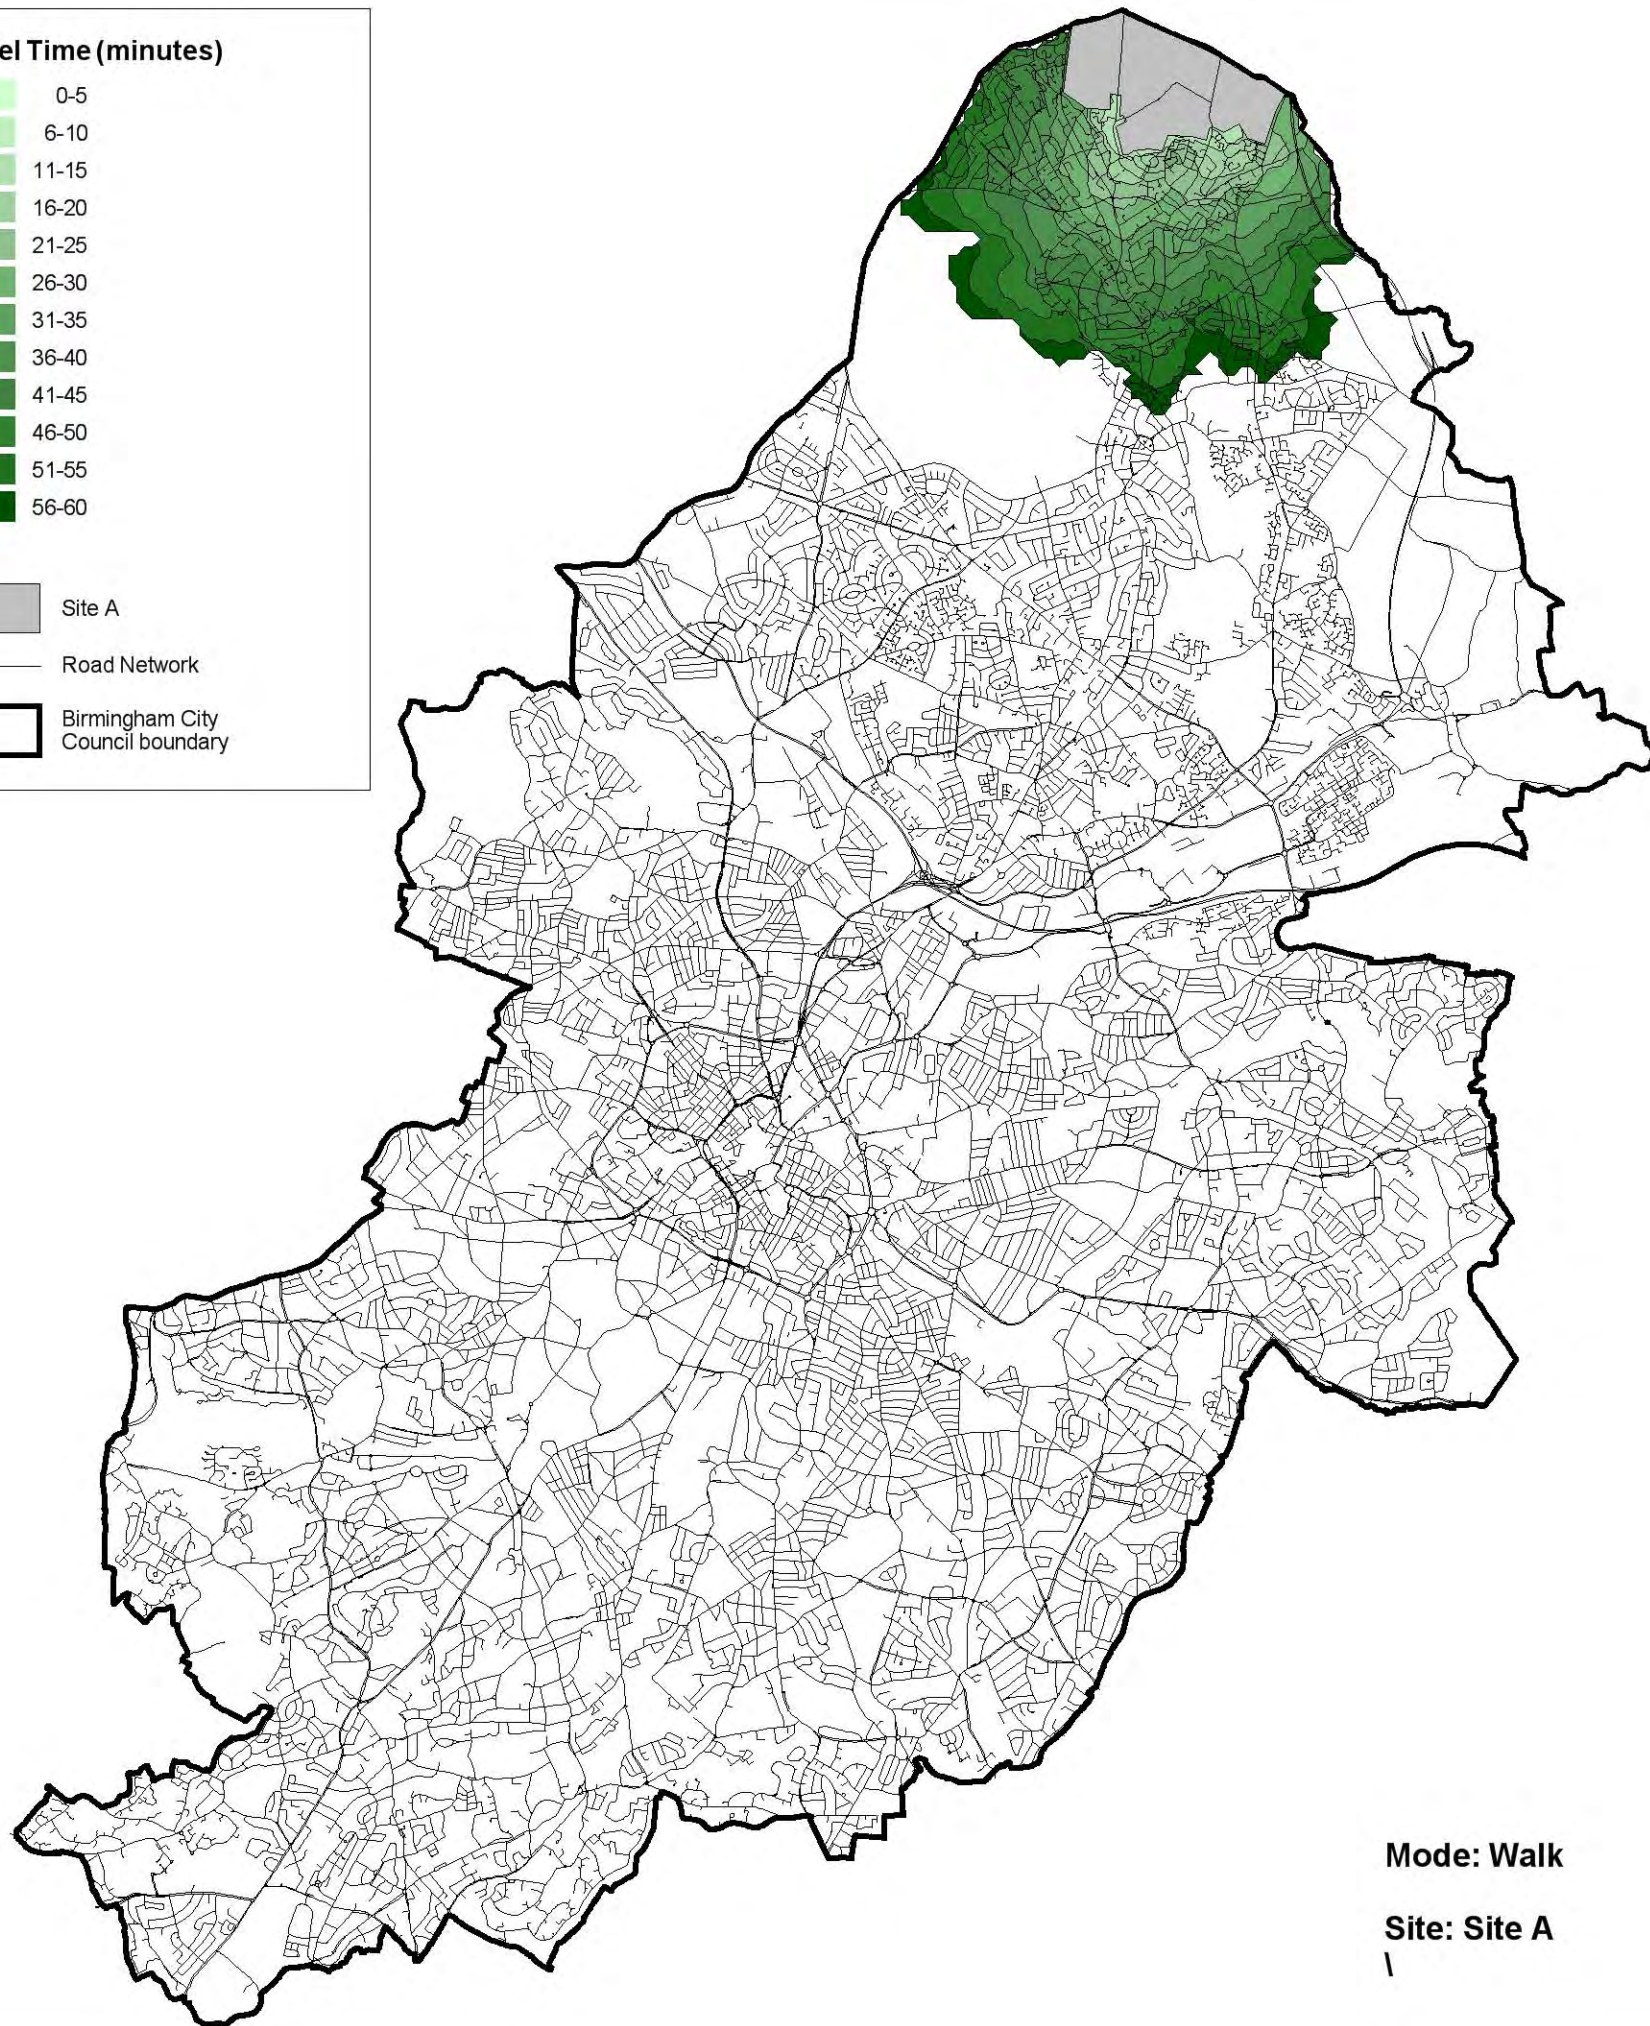 el Time (minutes)
0-5
6-10
11-15
16-20
21-25
26-30
31-35
36-40
41-45
46-50
51-55
56-60
Site A
Road Network
Birmingham City
Council boundary
Mode: Walk
Site: Site A
\